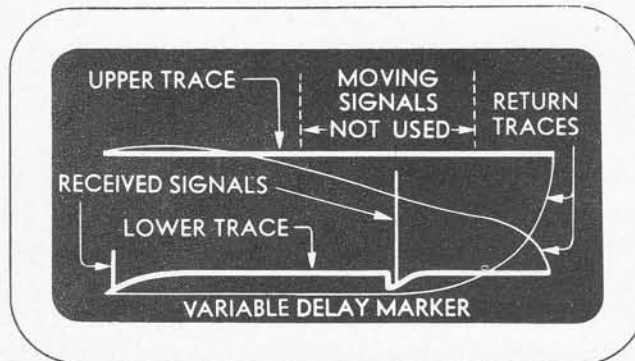 UPPER TRACE
MOVING
SIGNALS
NOT USED
RETURN
TRACES
RECEIVED SIGNALS
LOWER TRACE
VARIABLE DELAY MARKER